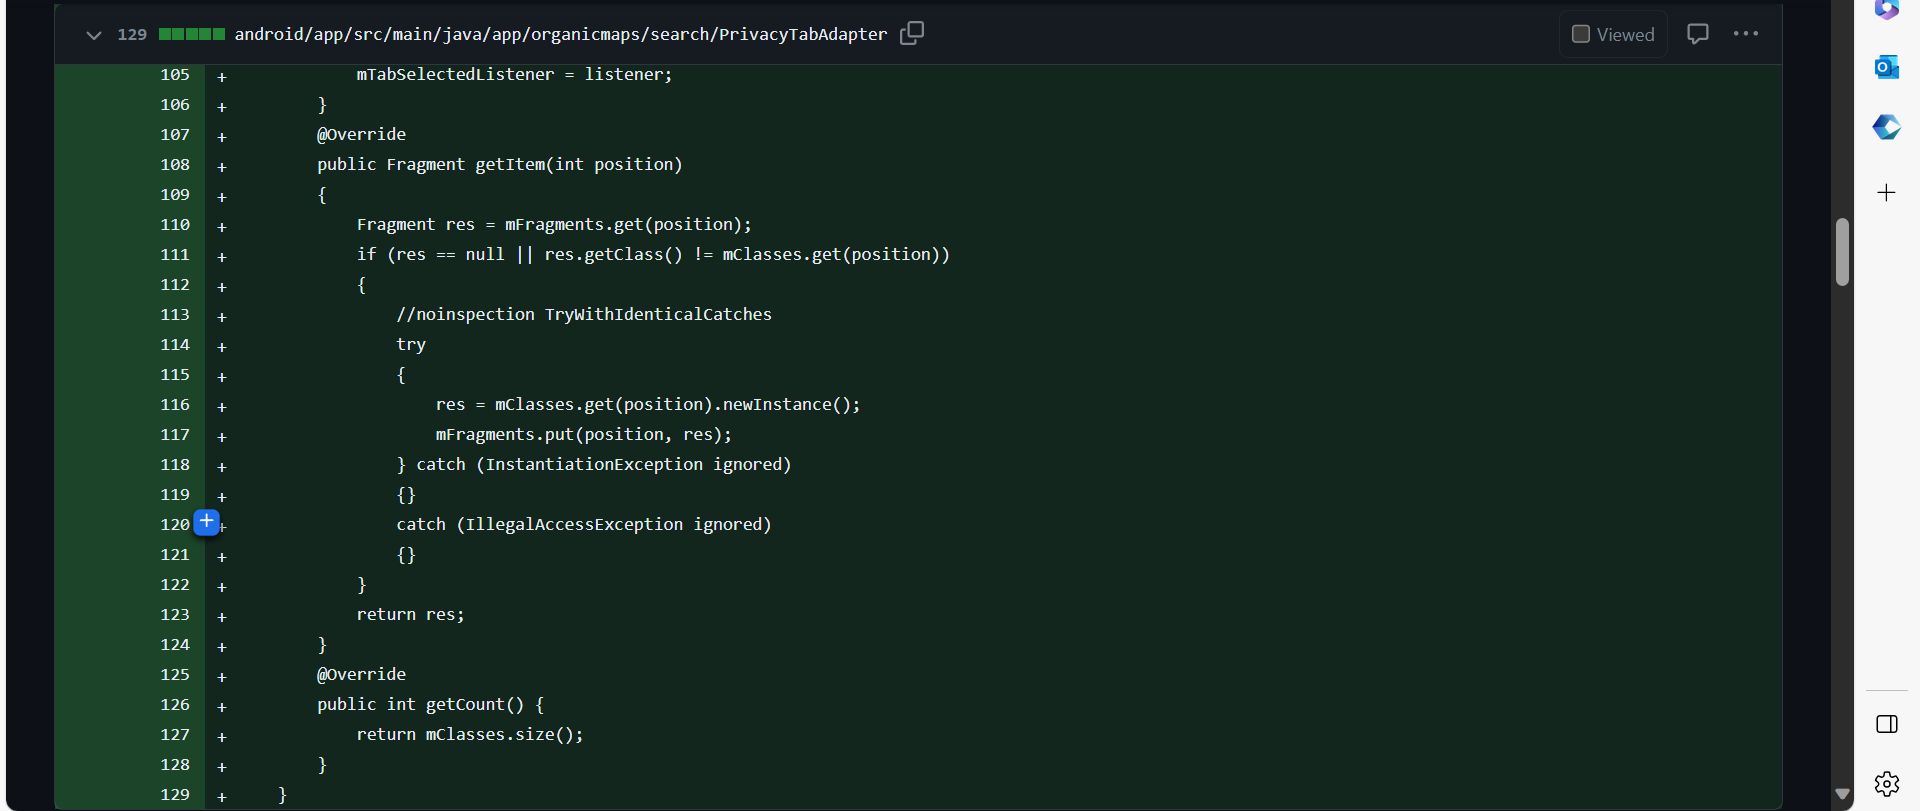 129 android/app/src/main/java/app/organicmaps/search/PrivacyTabAdapter Viewed
105 + mTabSelectedListener = listener;
106 + }
107 + @Override
108 + public Fragment getItem(int position)
109 + {
110 + Fragment res = mFragments.get(position);
111 + if (res == null || res.getClass() != mClasses.get(position))
112 + {
113 + //noinspection TryWithIdenticalCatches
114 + try
115 + {
116 + res = mClasses.get(position).newInstance();
117 + mFragments.put(position, res);
118 + } catch (InstantiationException ignored)
119 + {}
120 + catch (IllegalAccessException ignored)
121 + {}
122 + }
123 + return res;
124 + }
125 + @Override
126 + public int getCount() {
127 + return mClasses.size();
128 + }
129 + }